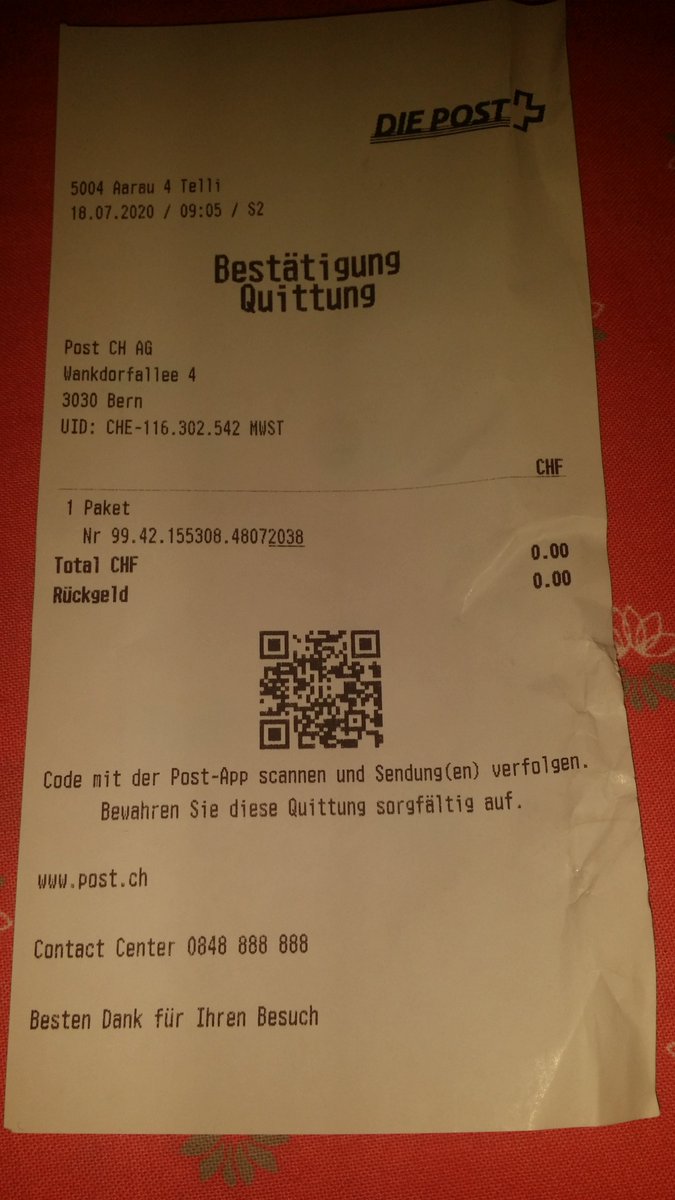 DIE POST
5004 Aarau 4 Telli
18.07.2020 / 09:05 / S2
Bestätigung
Quittung
Post CH AG
Wankdorfallee 4
3030 Bern
UID: CHE-116.302.542 MWST
CHF
1 Paket
Nr 99.42.155308.48072038
Total CHF 0.00
Rückgeld 0.00
Code mit der Post-App scannen und Sendung(en) verfolgen.
Bewahren Sie diese Quittung sorgfältig auf.
www.post.ch
Contact Center 0848 888 888
Besten Dank für Ihren Besuch